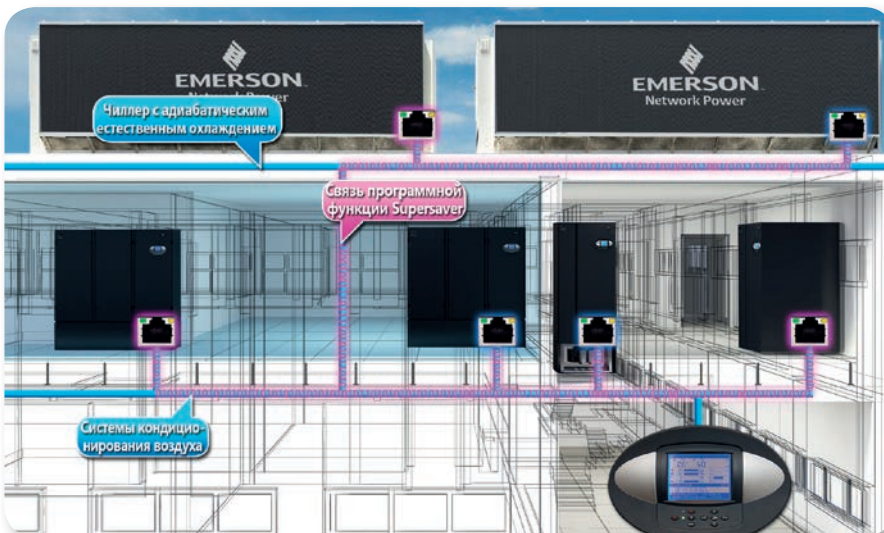 EMERSON
Network Power
EMERSON
Network Power
Чиллер с адиабатическим
естественным охлаждением
Связь программной
функции Supersaver
Системы кондицио-
нирования воздуха